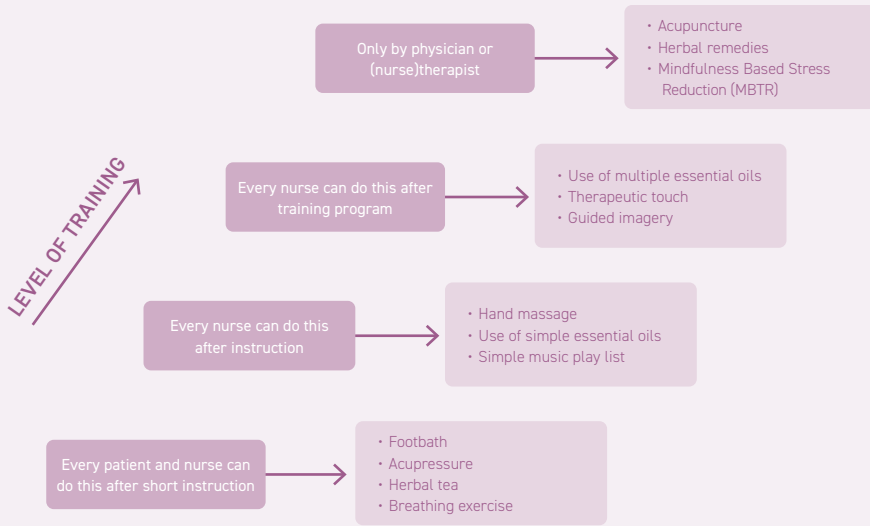 Only by physician or
(nurse)therapist
• Acupuncture
• Herbal remedies
• Mindfulness Based Stress
Reduction (MBTR)
LEVEL OF TRAINING
Every nurse can do this after
training program
• Use of multiple essential oils
• Therapeutic touch
• Guided imagery
Every nurse can do this
after instruction
• Hand massage
• Use of simple essential oils
• Simple music play list
Every patient and nurse can
do this after short instruction
• Footbath
• Acupressure
• Herbal tea
• Breathing exercise